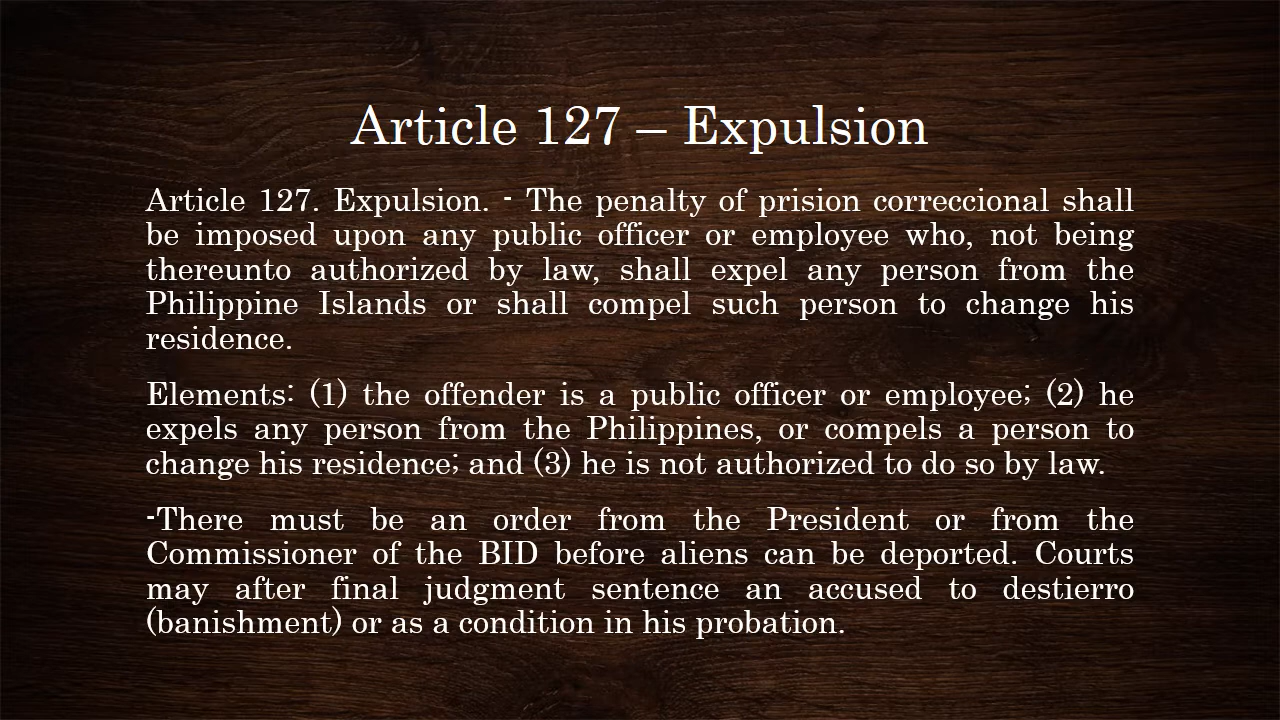 Article 127 – Expulsion
Article 127. Expulsion. - The penalty of prision correccional shall
be imposed upon any public officer or employee who, not being
thereunto authorized by law, shall expel any person from the
Philippine Islands or shall compel such person to change his
residence.
Elements: (1) the offender is a public officer or employee; (2) he
expels any person from the Philippines, or compels a person to
change his residence; and (3) he is not authorized to do so by law.
-There must be an order from the President or from the
Commissioner of the BID before aliens can be deported. Courts
may after final judgment sentence an accused to destierro
(banishment) or as a condition in his probation.